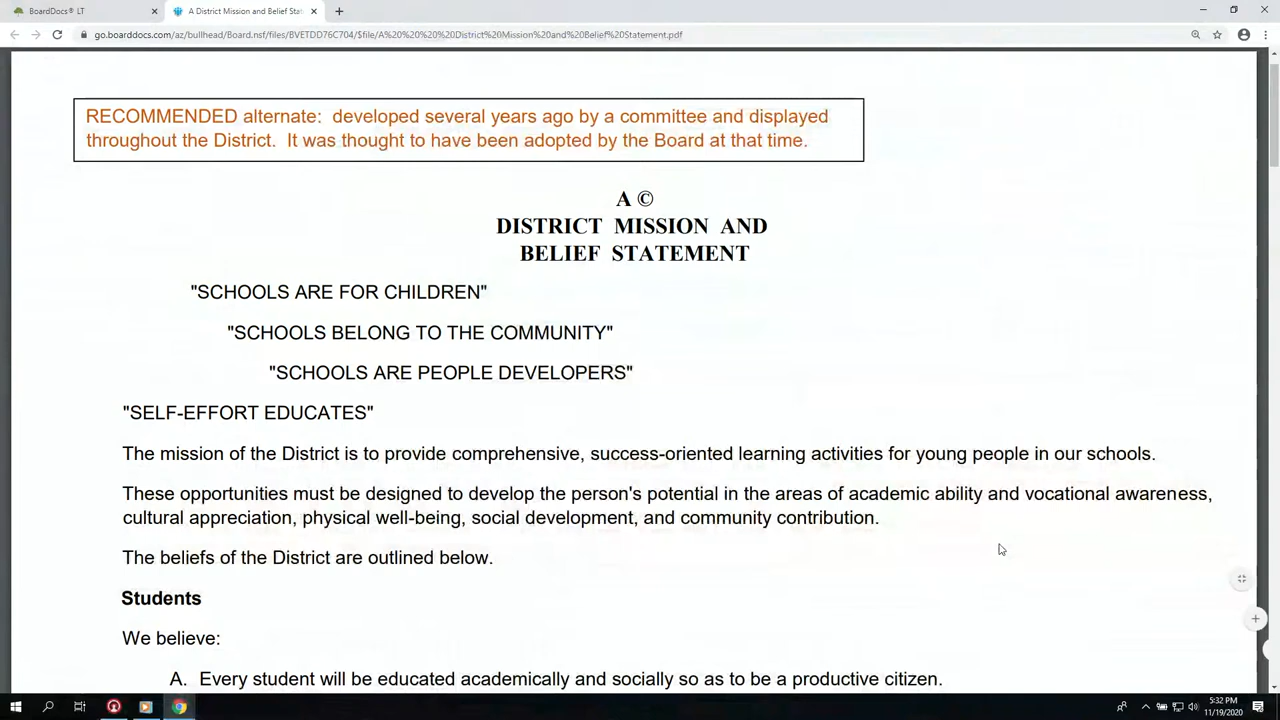 BoardDocs® LT
A District Mission and Belief Stat
go.boarddocs.com/az/bullhead/Board.nsf/files/BVETDD76C704/$file/A%20%20%20%20District%20Mission%20and%20Belief%20Statement.pdf
RECOMMENDED alternate: developed several years ago by a committee and displayed
throughout the District. It was thought to have been adopted by the Board at that time.
A ©
DISTRICT MISSION AND
BELIEF STATEMENT
"SCHOOLS ARE FOR CHILDREN"
"SCHOOLS BELONG TO THE COMMUNITY"
"SCHOOLS ARE PEOPLE DEVELOPERS"
"SELF-EFFORT EDUCATES"
The mission of the District is to provide comprehensive, success-oriented learning activities for young people in our schools.
These opportunities must be designed to develop the person's potential in the areas of academic ability and vocational awareness,
cultural appreciation, physical well-being, social development, and community contribution.
The beliefs of the District are outlined below.
Students
We believe:
A. Every student will be educated academically and socially so as to be a productive citizen.
5:32 PM
11/19/2020